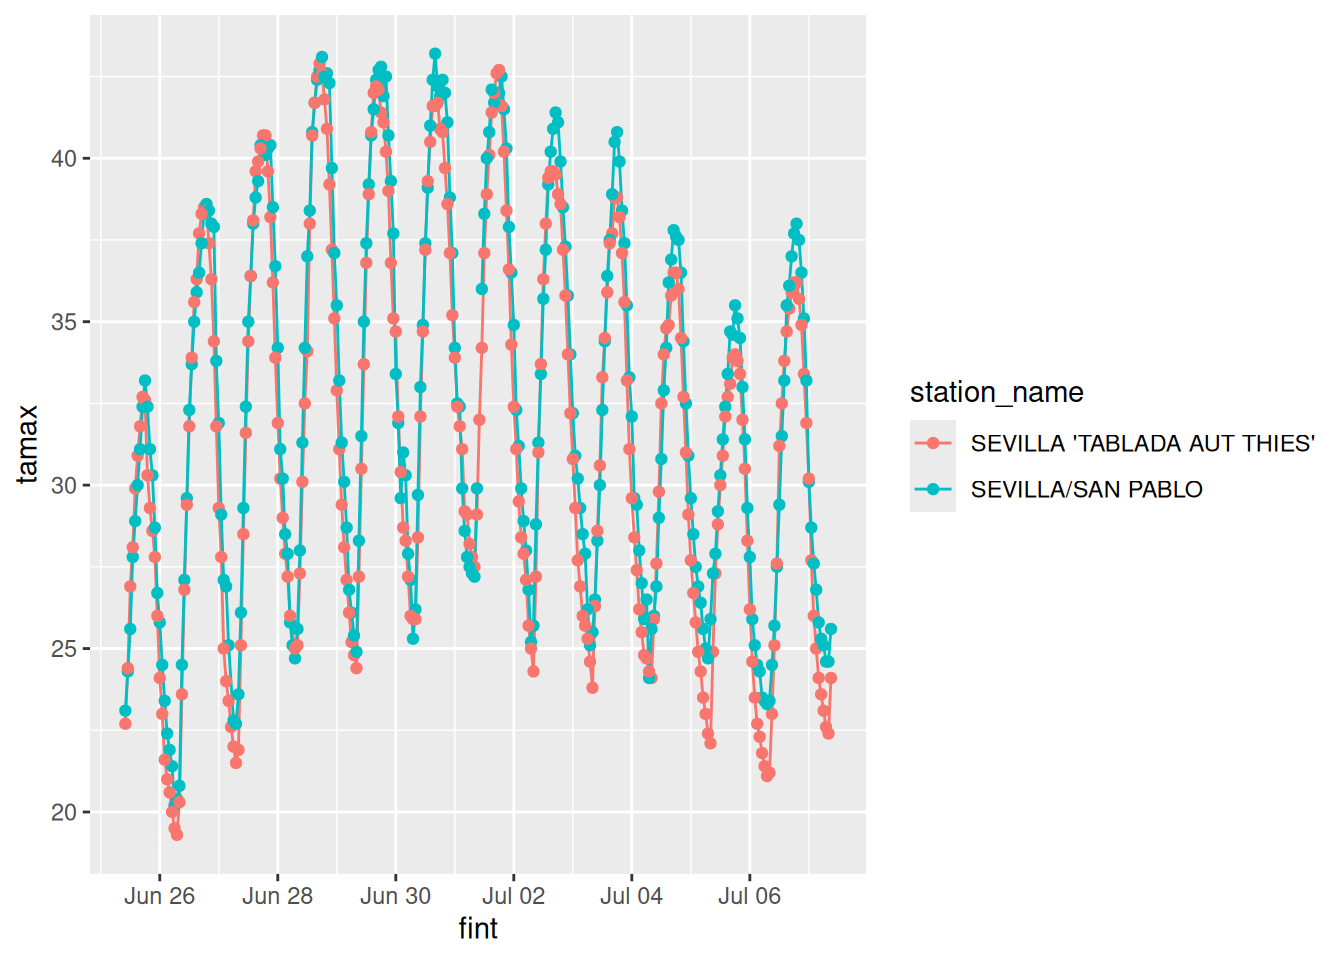 40
35
30
25
20
tamax
Jun 26 Jun 28 Jun 30 Jul 02 Jul 04 Jul 06
fint
station_name
SEVILLA 'TABLADA AUT THIES'
SEVILLA/SAN PABLO